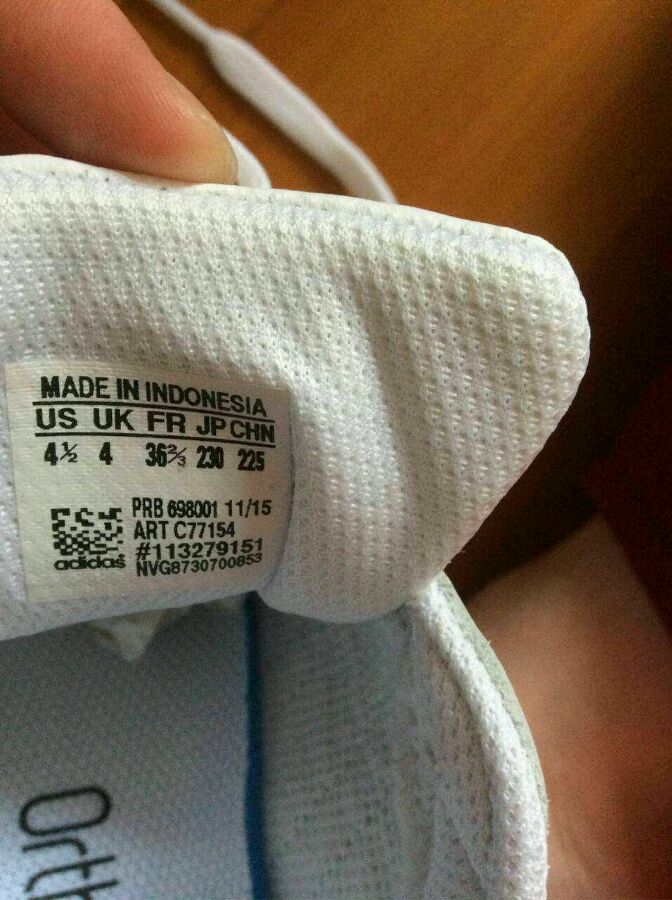 MADE IN INDONESIA
US UK FR JP CHN
4½ 4 36⅔ 230 225
PRB 698001 11/15
ART C77154
#113279151
adidas NVG8730700853
Orth